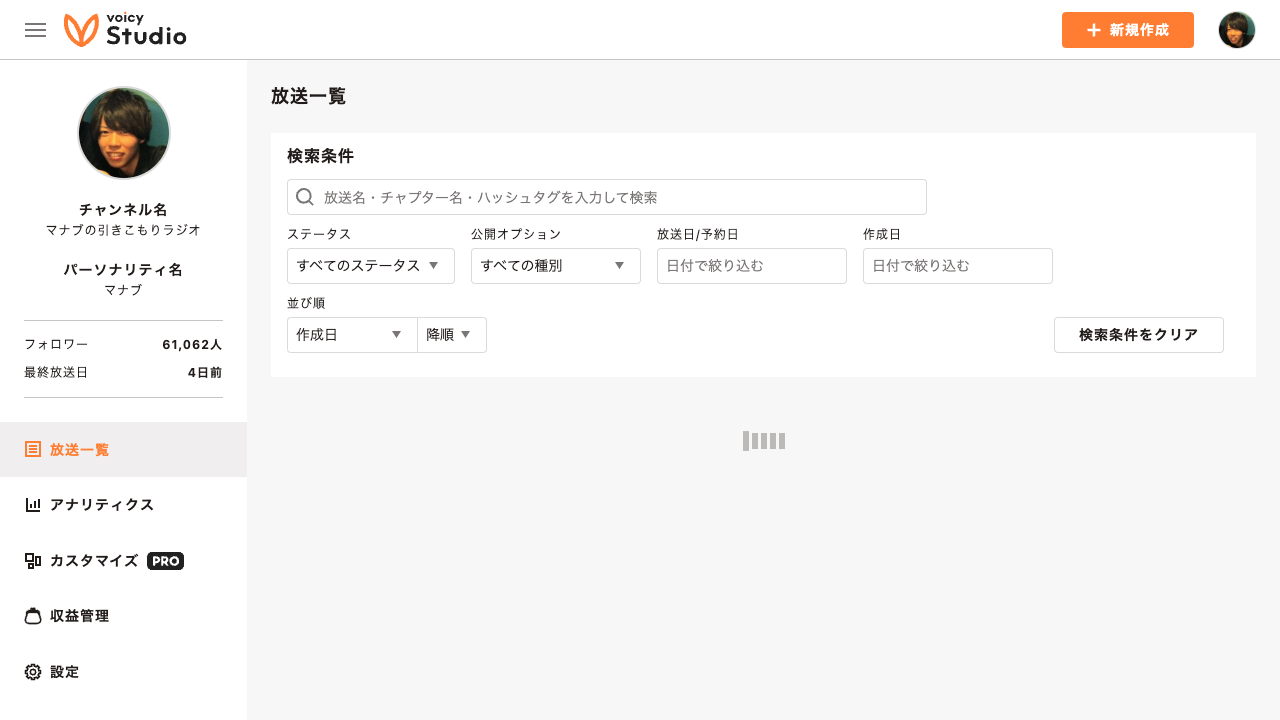 voicy
Studio
新規作成
チャンネル名
マナブの引きこもりラジオ
パーソナリティ名
マナブ
フォロワー 61,062人
最終放送日 4日前
放送一覧
アナリティクス
カスタマイズ PRO
収益管理
設定
放送一覧
検索条件
放送名・チャプター名・ハッシュタグを入力して検索
ステータス 公開オプション 放送日/予約日 作成日
すべてのステータス すべての種別 日付で絞り込む 日付で絞り込む
並び順
作成日 降順 検索条件をクリア